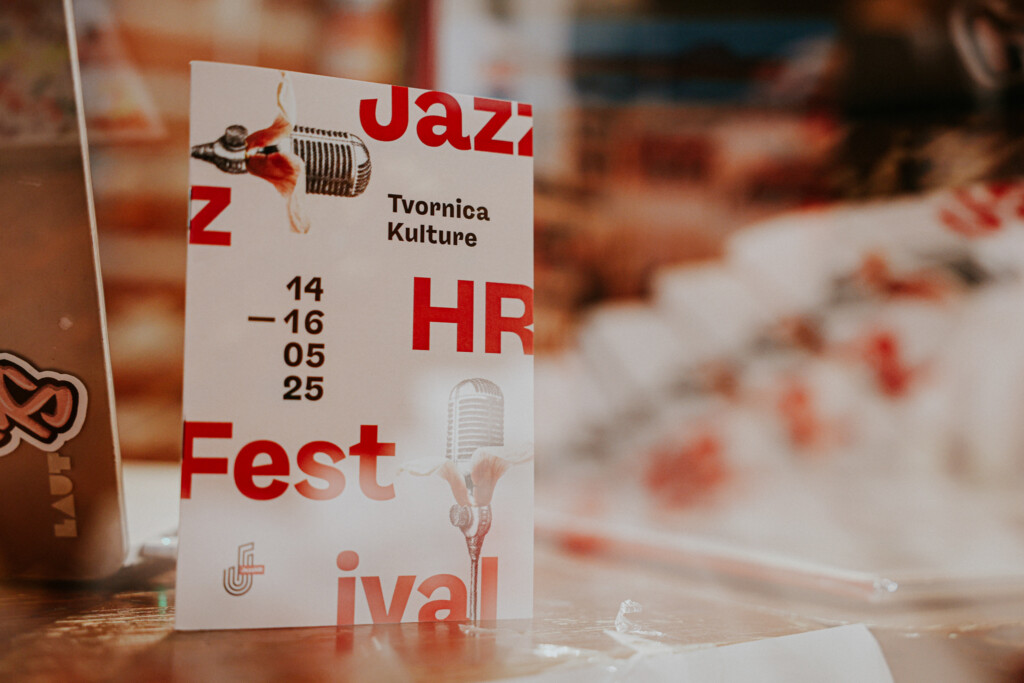 Jazz
z
Tvornica
Kulture
14
– 16
05
25
HR
Fest
ival